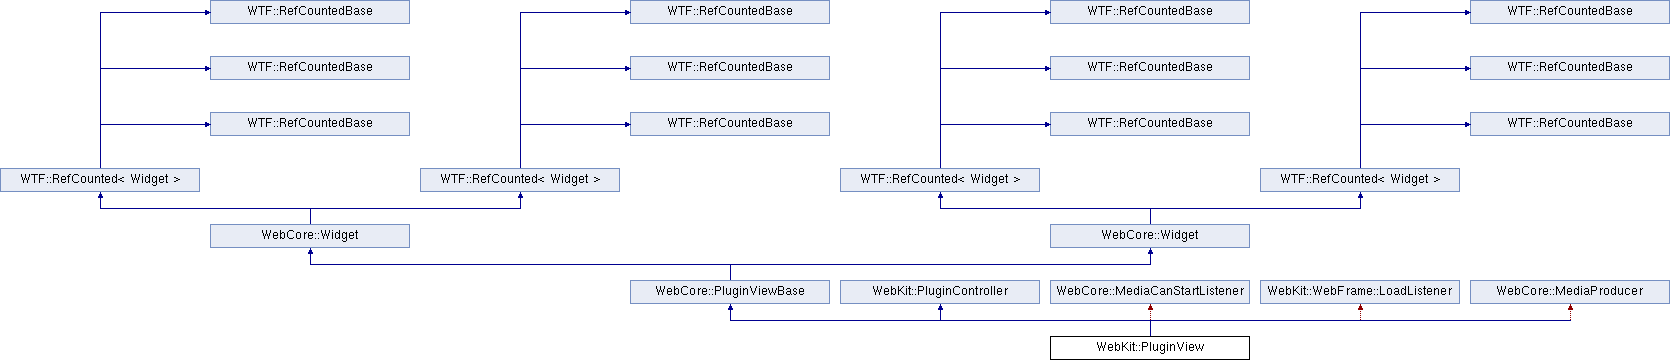 WTF::RefCountedBase WTF::RefCountedBase WTF::RefCountedBase WTF::RefCountedBase
WTF::RefCountedBase WTF::RefCountedBase WTF::RefCountedBase WTF::RefCountedBase
WTF::RefCountedBase WTF::RefCountedBase WTF::RefCountedBase WTF::RefCountedBase
WTF::RefCounted< Widget > WTF::RefCounted< Widget > WTF::RefCounted< Widget > WTF::RefCounted< Widget >
WebCore::Widget WebCore::Widget
WebCore::PluginViewBase WebKit::PluginController WebCore::MediaCanStartListener WebKit::WebFrame::LoadListener WebCore::MediaProducer
WebKit::PluginView